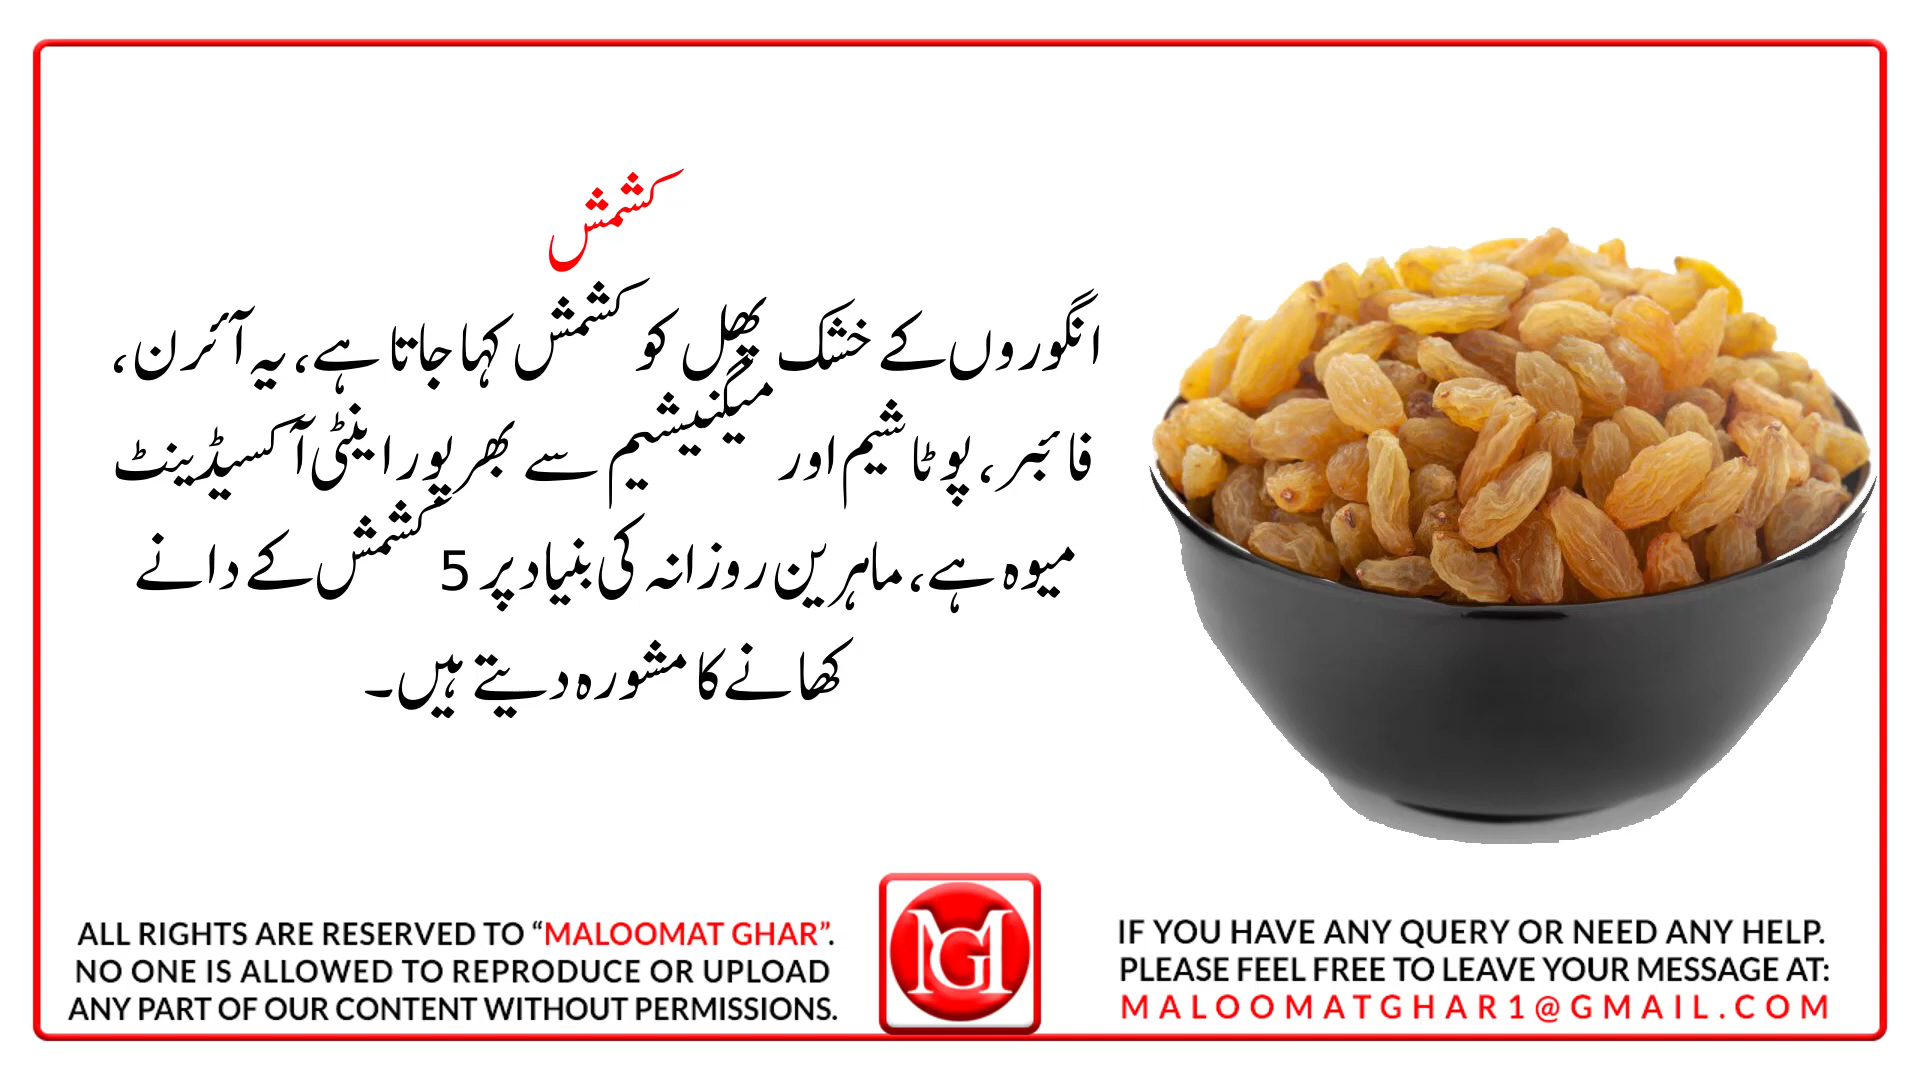 کشمش
انگوروں کے خشک پھل کو کشمش کہا جاتا ہے، یہ آئرن،
فائبر، پوٹاشیم اور میگنیشیم سے بھرپور اینٹی آکسیڈینٹ
میوہ ہے، ماہرین روزانہ کی بنیاد پر 5 کشمش کے دانے
کھانے کا مشورہ دیتے ہیں۔
ALL RIGHTS ARE RESERVED TO “MALOOMAT GHAR”.
NO ONE IS ALLOWED TO REPRODUCE OR UPLOAD
ANY PART OF OUR CONTENT WITHOUT PERMISSIONS.
MG
IF YOU HAVE ANY QUERY OR NEED ANY HELP.
PLEASE FEEL FREE TO LEAVE YOUR MESSAGE AT:
MALOOMATGHAR1@GMAIL.COM